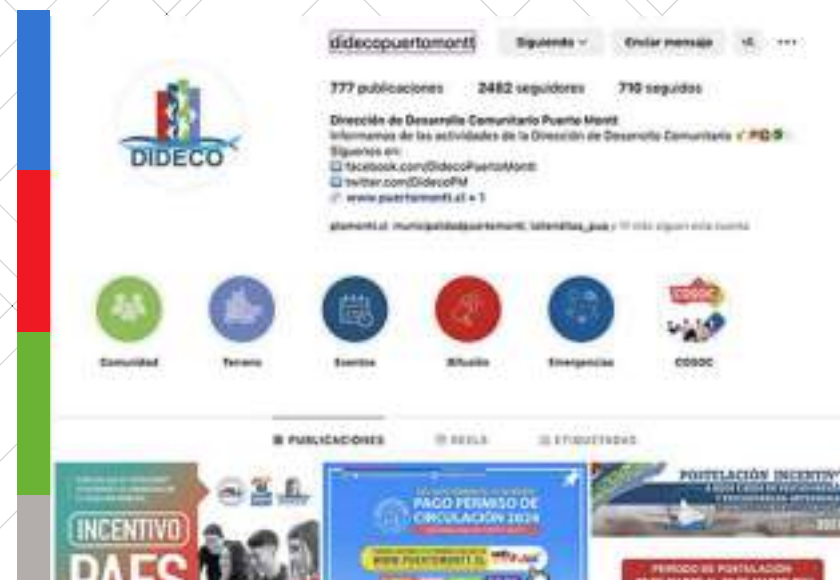 didecopuertomontt
Siguiendo
Enviar mensaje
777 publicaciones 2482 seguidores 710 seguidos
Dirección de Desarrollo Comunitario Puerto Montt
Informamos de las actividades de la Dirección de Desarrollo Comunitario
Síguenos en:
facebook.com/DidecoPuertoMontt
twitter.com/DidecoPM
www.puertomontt.cl
DIDECO
Comunidad
Terreno
Eventos
Difusión
Emergencias
COSOC
COSOC
PUBLICACIONES
REELS
ETIQUETADAS
INCENTIVO
PAES
PAGO PERMISO DE
CIRCULACIÓN 2024
WWW.PUERTOMONTT.CL
POSTULACIÓN INCENTIV
PERIODO DE POSTULACIÓN